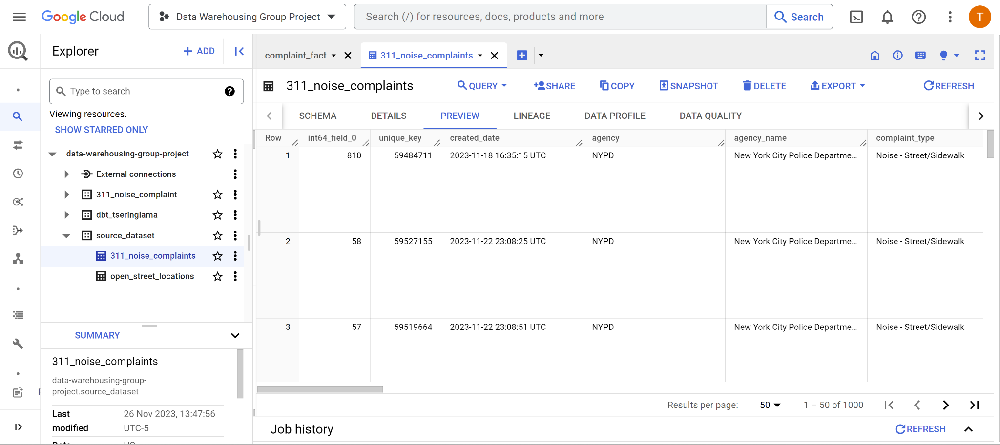 Google Cloud
Data Warehousing Group Project
Search (/) for resources, docs, products and more
Search
T
Explorer
ADD
complaint_fact
311_noise_complaints
Type to search
Viewing resources.
SHOW STARRED ONLY
data-warehousing-group-project
External connections
311_noise_complaint
dbt_tseringlama
source_dataset
311_noise_complaints
open_street_locations
SUMMARY
311_noise_complaints
data-warehousing-group-
project.source_dataset
Last modified
26 Nov 2023, 13:47:56 UTC-5
311_noise_complaints
QUERY
SHARE
COPY
SNAPSHOT
DELETE
EXPORT
REFRESH
SCHEMA DETAILS PREVIEW LINEAGE DATA PROFILE DATA QUALITY
Row int64_field_0 unique_key created_date agency agency_name complaint_type
1 810 59484711 2023-11-18 16:35:15 UTC NYPD New York City Police Departme... Noise - Street/Sidewalk
2 58 59527155 2023-11-22 23:08:25 UTC NYPD New York City Police Departme... Noise - Street/Sidewalk
3 57 59519664 2023-11-22 23:08:51 UTC NYPD New York City Police Departme... Noise - Street/Sidewalk
Results per page: 50 1 – 50 of 1000
Job history
REFRESH